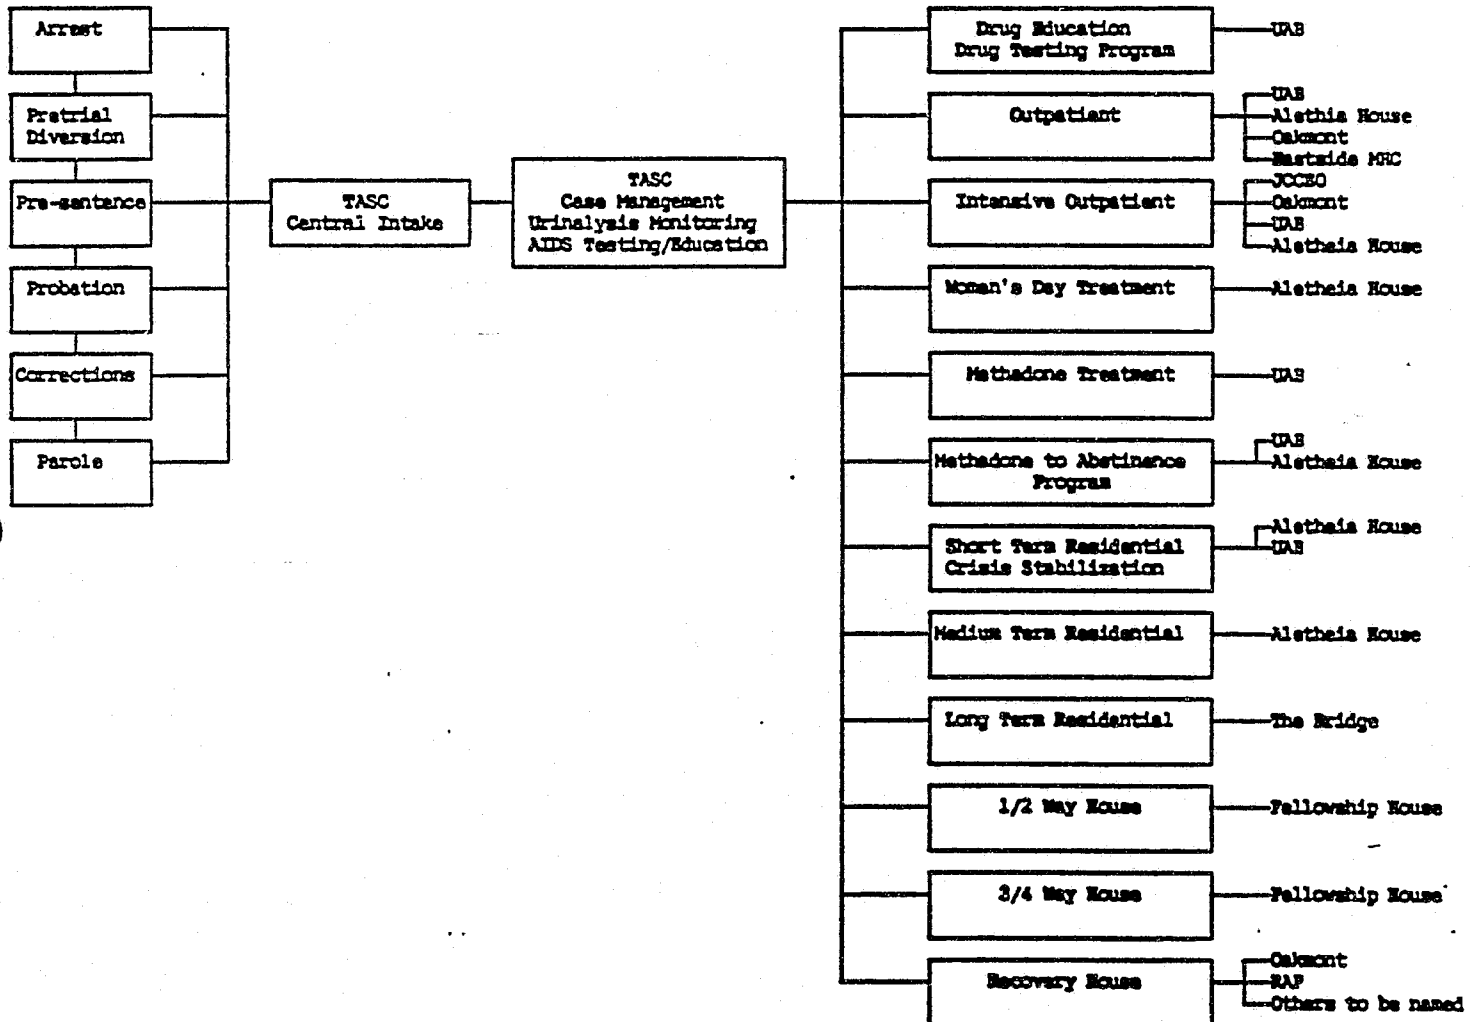 Arrest
Pretrial
Diversion
Pre-sentence
Probation
Corrections
Parole
TASC
Central Intake
TASC
Case Management
Urinalysis Monitoring
AIDS Testing/Education
Drug Education
Drug Testing Program
UAB
Outpatient
UAB
Alethia House
Oakmont
Eastside MHC
Intensive Outpatient
JCCEO
Oakmont
UAB
Aletheia House
Woman's Day Treatment
Aletheia House
Methadone Treatment
UAB
Methadone to Abstinence
Program
UAB
Aletheia House
Short Term Residential
Crisis Stabilization
Aletheia House
UAB
Medium Term Residential
Aletheia House
Long Term Residential
The Bridge
1/2 Way House
Fellowship House
3/4 Way House
Fellowship House
Recovery House
Oakmont
RAP
Others to be named